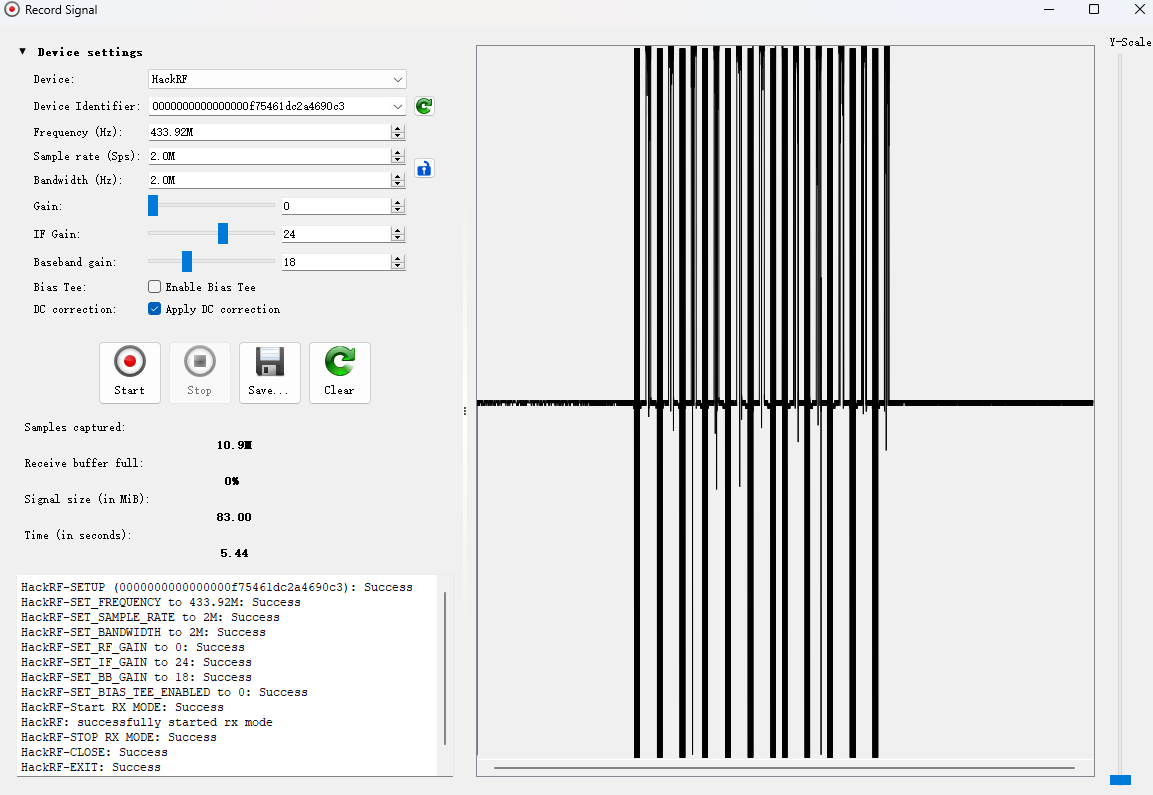 Record Signal
Device settings
Y-Scale
Device: HackRF
Device Identifier: 0000000000000000f75461dc2a4690c3
Frequency (Hz): 433.92M
Sample rate (Sps): 2.0M
Bandwidth (Hz): 2.0M
Gain: 0
IF Gain: 24
Baseband gain: 18
Bias Tee: Enable Bias Tee
DC correction: Apply DC correction
Start Stop Save... Clear
Samples captured:
10.9M
Receive buffer full:
0%
Signal size (in MiB):
83.00
Time (in seconds):
5.44
HackRF-SETUP (0000000000000000f75461dc2a4690c3): Success
HackRF-SET_FREQUENCY to 433.92M: Success
HackRF-SET_SAMPLE_RATE to 2M: Success
HackRF-SET_BANDWIDTH to 2M: Success
HackRF-SET_RF_GAIN to 0: Success
HackRF-SET_IF_GAIN to 24: Success
HackRF-SET_BB_GAIN to 18: Success
HackRF-SET_BIAS_TEE_ENABLED to 0: Success
HackRF-Start RX MODE: Success
HackRF: successfully started rx mode
HackRF-STOP RX MODE: Success
HackRF-CLOSE: Success
HackRF-EXIT: Success